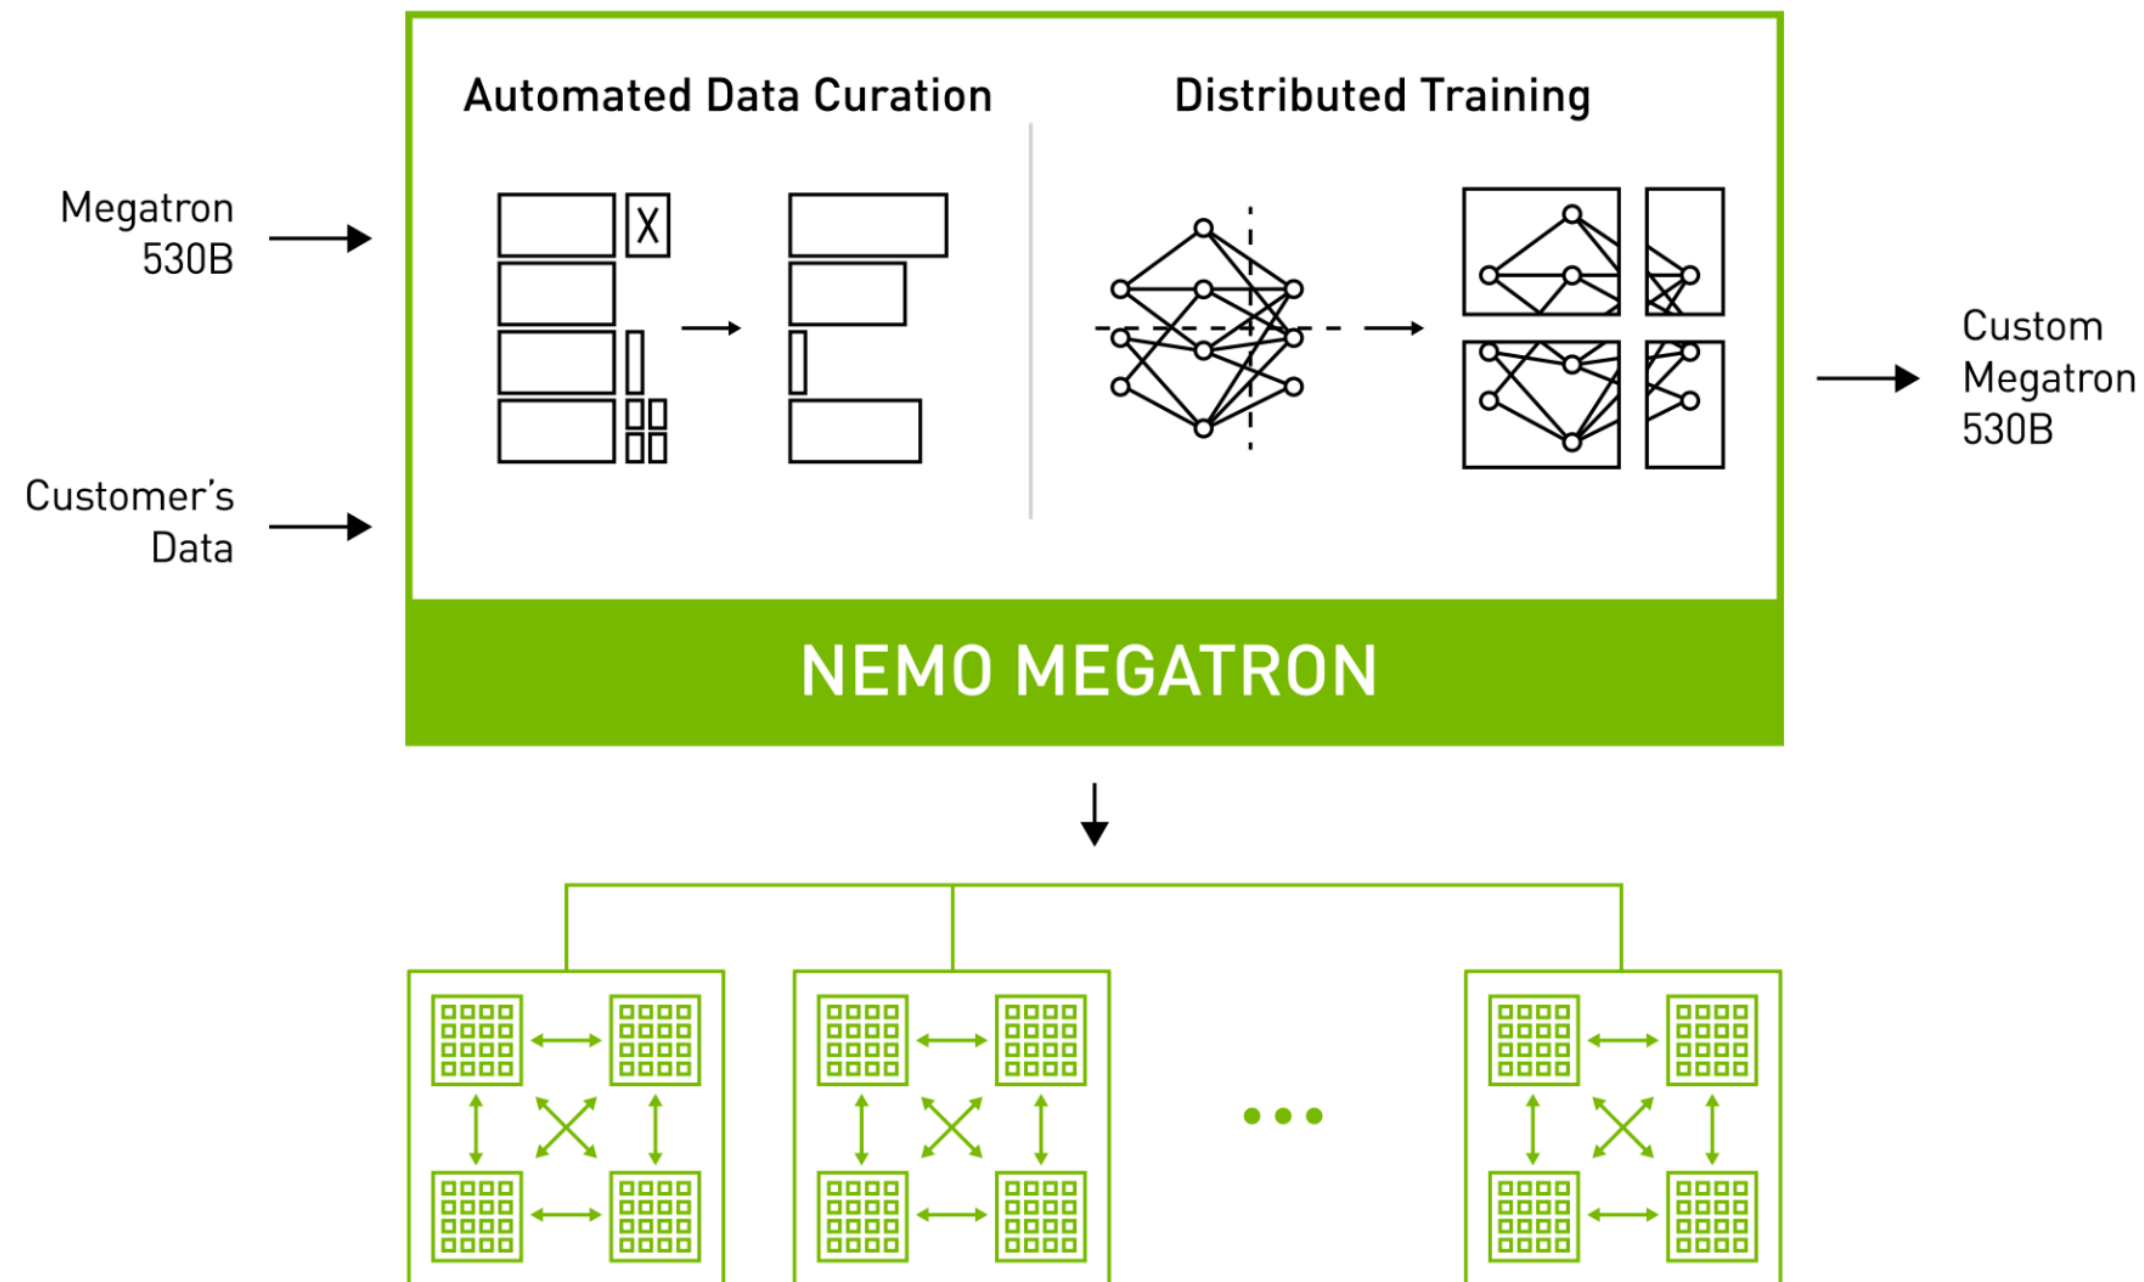 Automated Data Curation
Distributed Training
Megatron
530B
X
Customer's
Data
Custom
Megatron
530B
NEMO MEGATRON